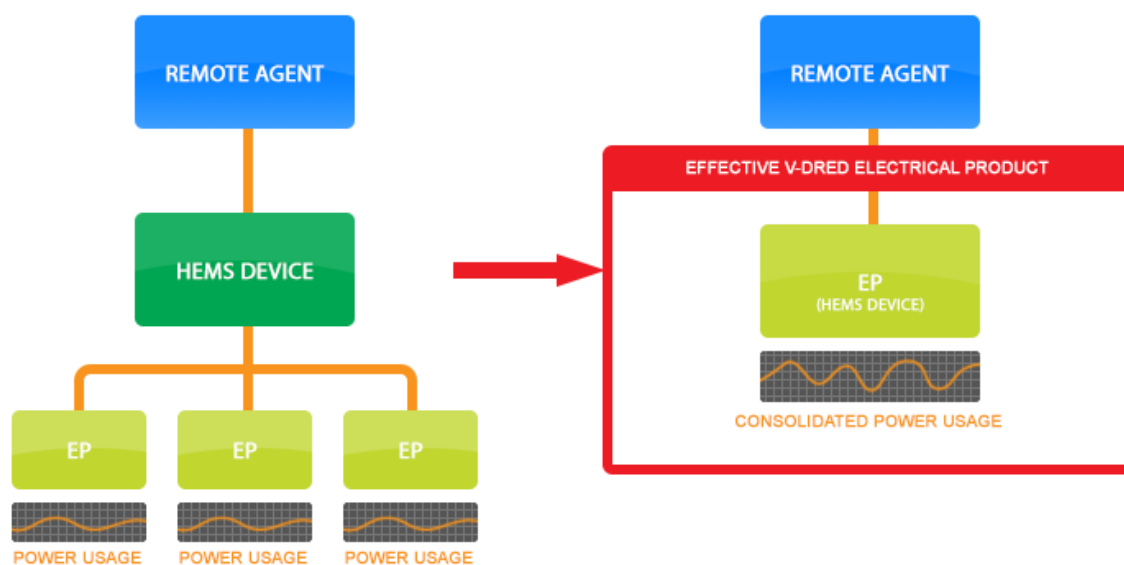 REMOTE AGENT
HEMS DEVICE
EP
EP
EP
POWER USAGE
POWER USAGE
POWER USAGE
REMOTE AGENT
EFFECTIVE V-DRED ELECTRICAL PRODUCT
EP
(HEMS DEVICE)
CONSOLIDATED POWER USAGE